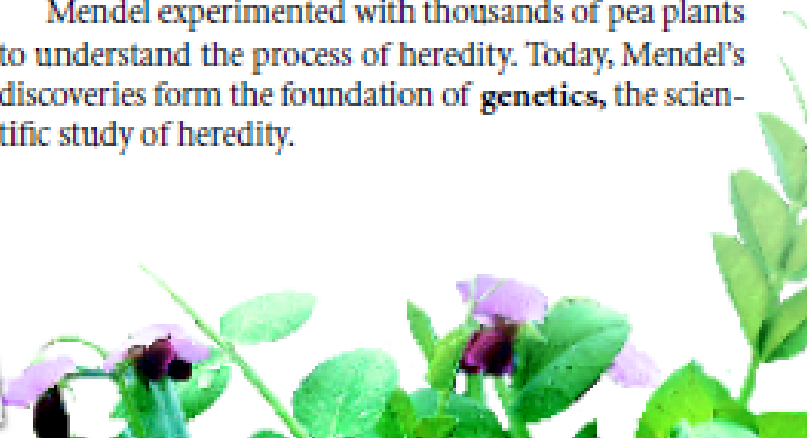 Mendel experimented with thousands of pea plants
to understand the process of heredity. Today, Mendel's
discoveries form the foundation of genetics, the scien-
tific study of heredity.